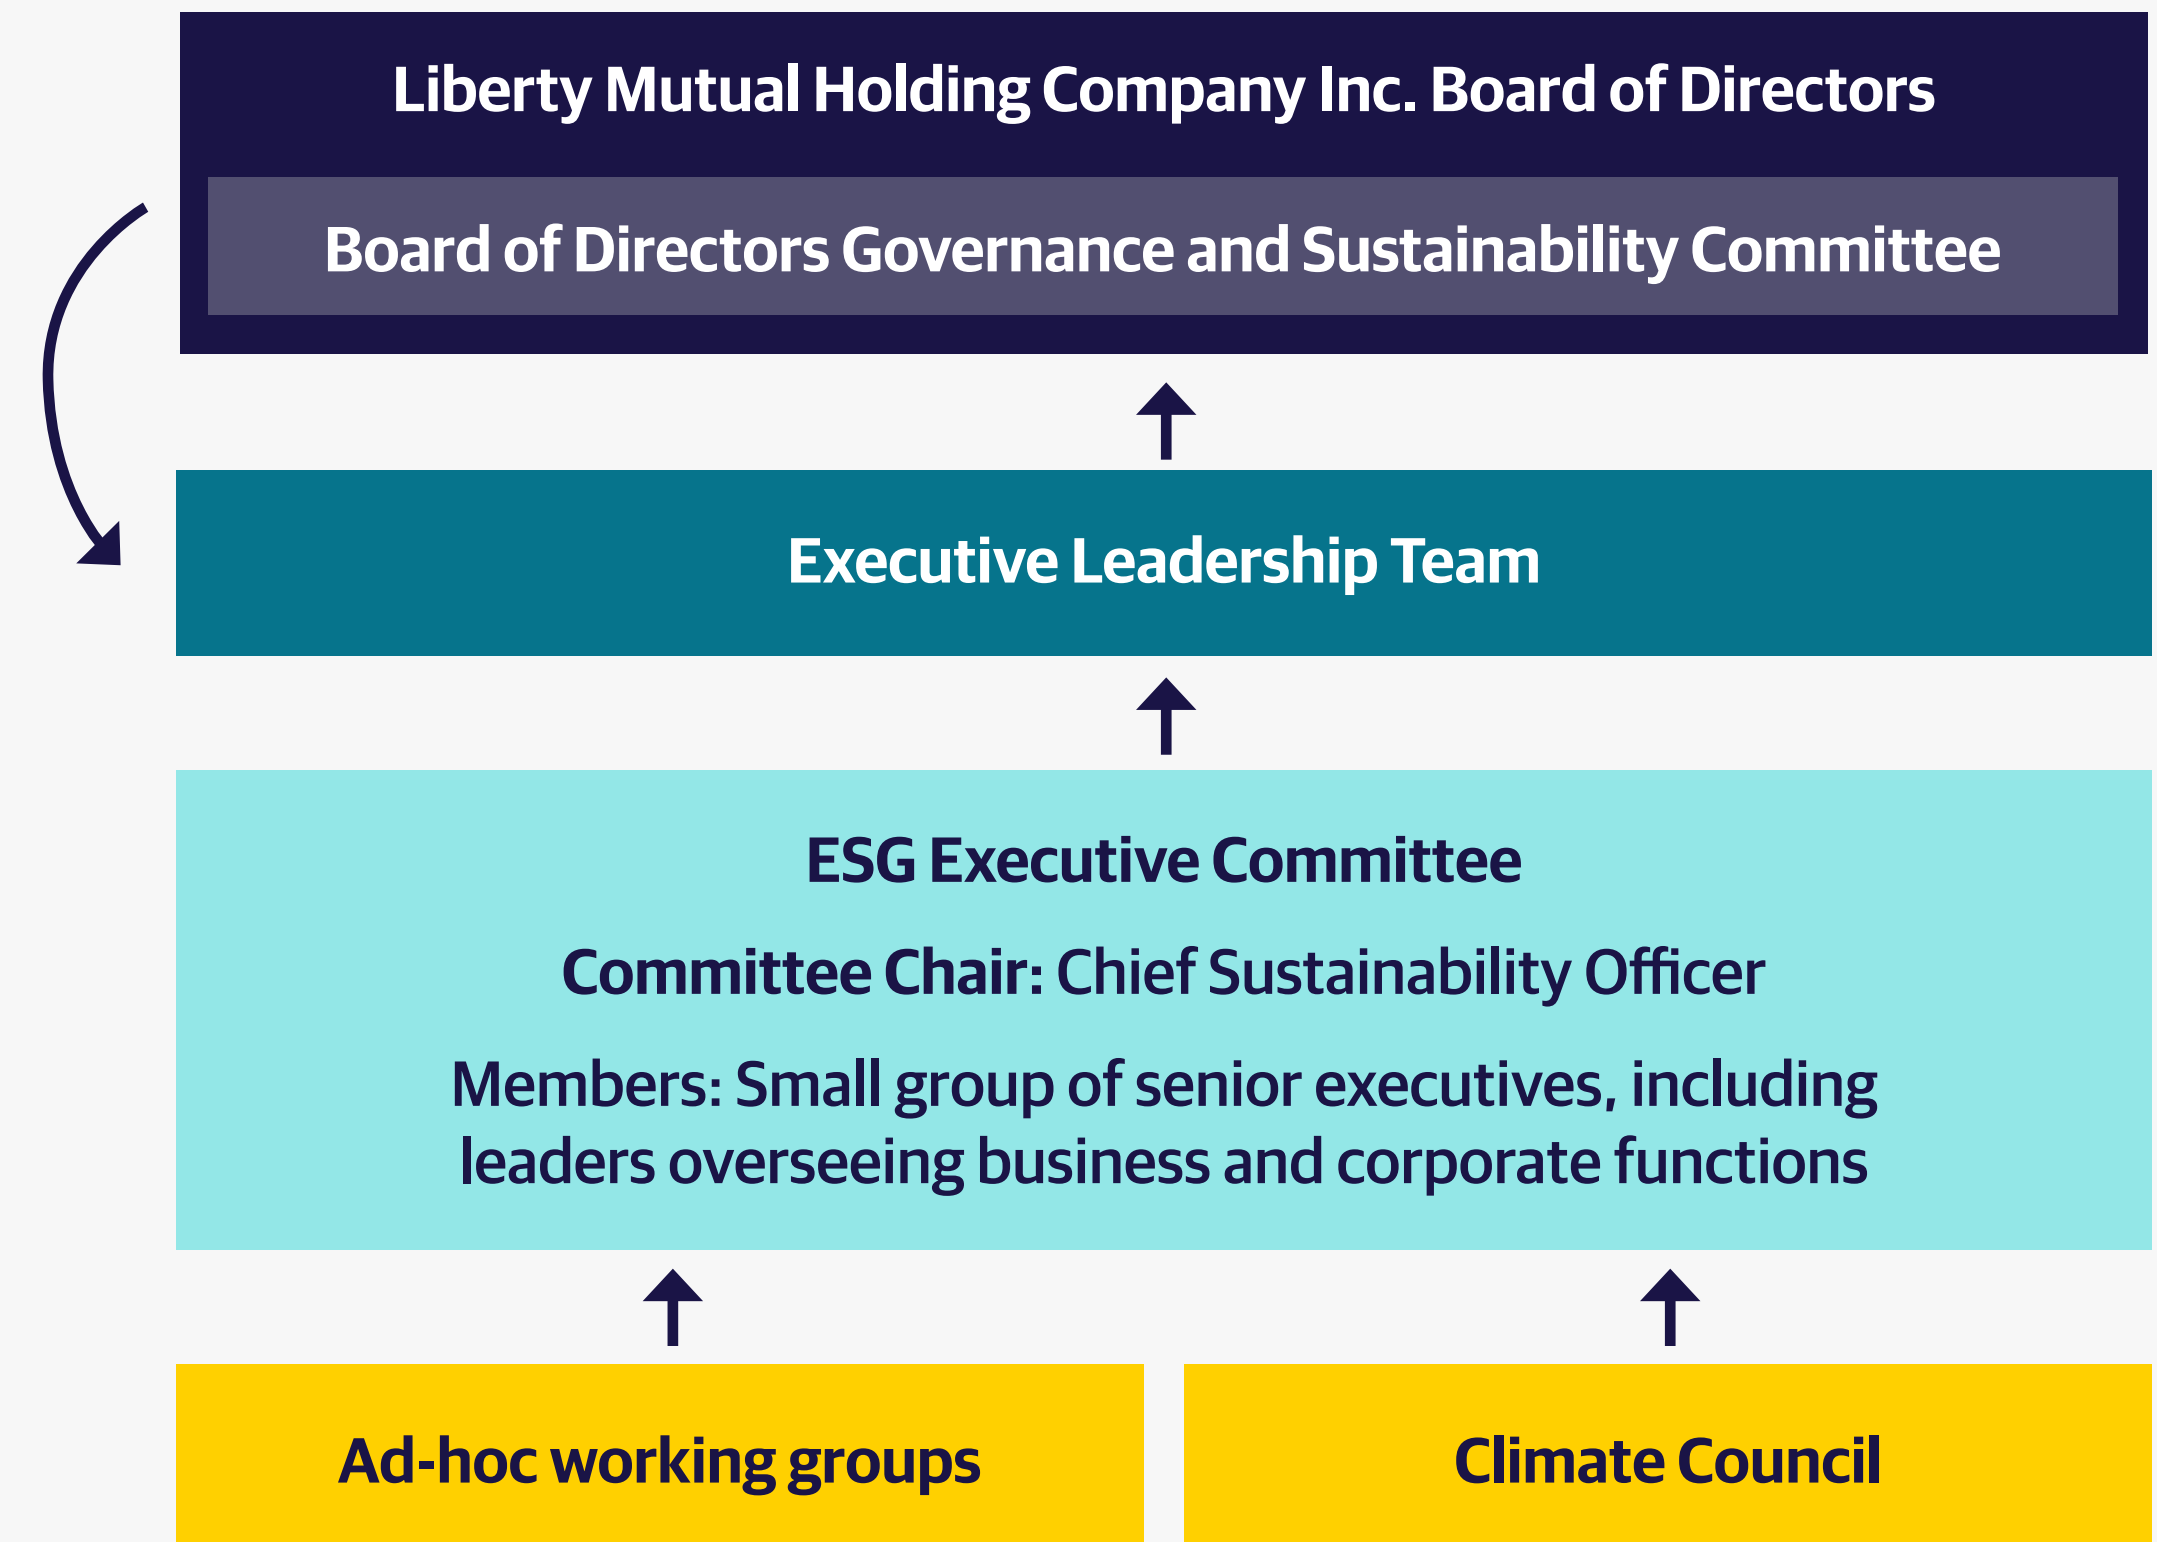 Liberty Mutual Holding Company Inc. Board of Directors
Board of Directors Governance and Sustainability Committee
Executive Leadership Team
ESG Executive Committee
Committee Chair: Chief Sustainability Officer
Members: Small group of senior executives, including
leaders overseeing business and corporate functions
Ad-hoc working groups
Climate Council